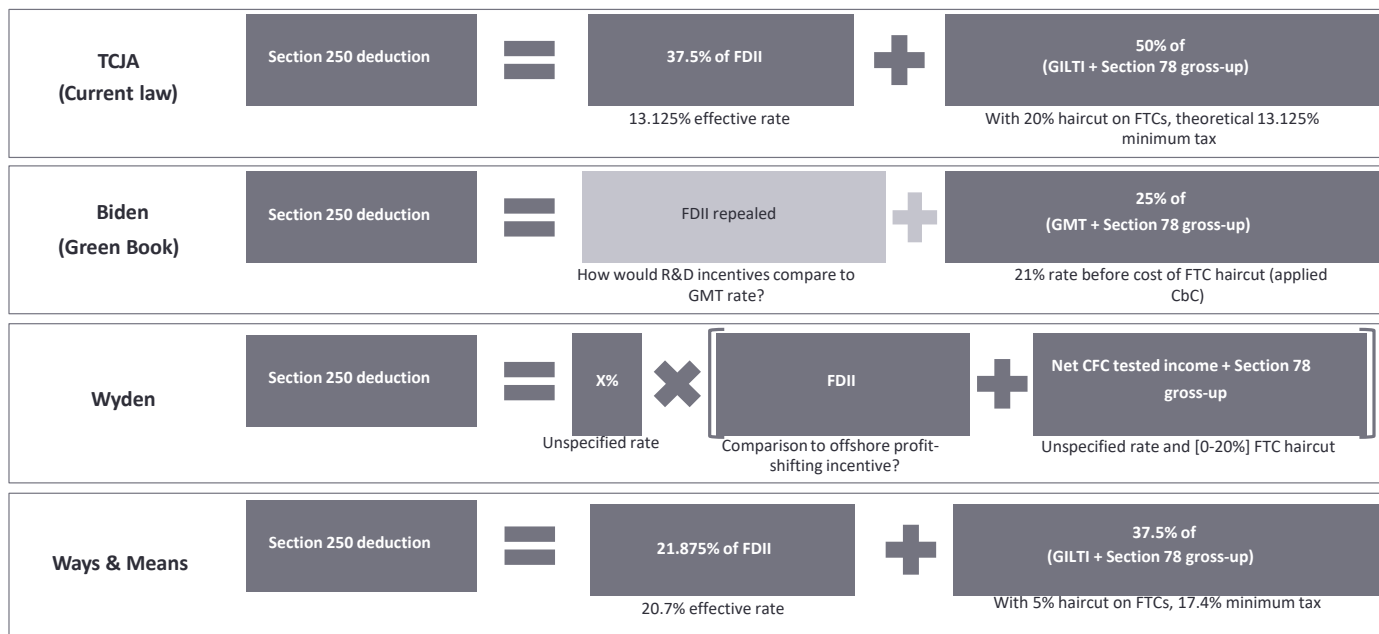 TCJA
(Current law)
Section 250 deduction
37.5% of FDII
13.125% effective rate
50% of
(GILTI + Section 78 gross-up)
With 20% haircut on FTCs, theoretical 13.125%
minimum tax
Biden
(Green Book)
Section 250 deduction
FDII repealed
How would R&D incentives compare to
GMT rate?
25% of
(GMT + Section 78 gross-up)
21% rate before cost of FTC haircut (applied
CbC)
Wyden
Section 250 deduction
X%
Unspecified rate
FDII
Comparison to offshore profit-
shifting incentive?
Net CFC tested income + Section 78
gross-up
Unspecified rate and [0-20%] FTC haircut
Ways & Means
Section 250 deduction
21.875% of FDII
20.7% effective rate
37.5% of
(GILTI + Section 78 gross-up)
With 5% haircut on FTCs, 17.4% minimum tax